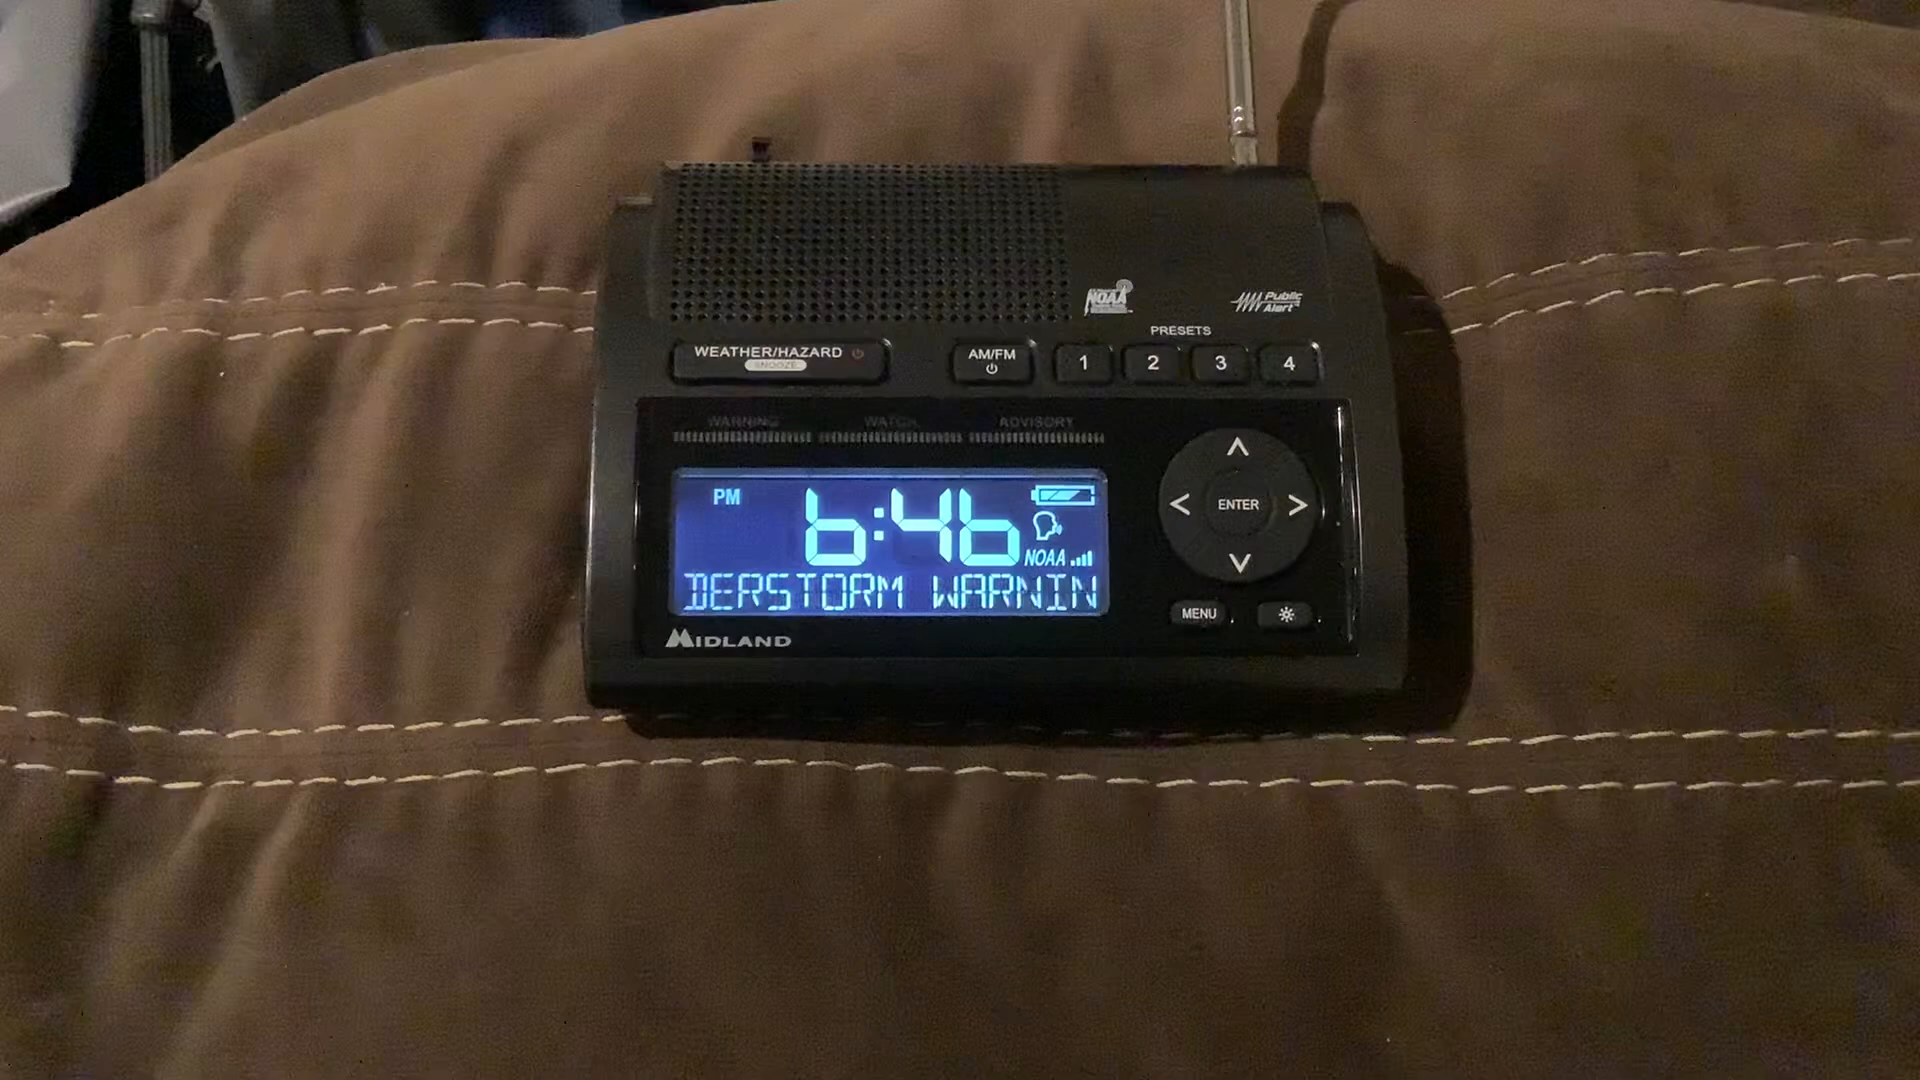 NOAA
Public Alert
PRESETS
WEATHER/HAZARD
SNOOZE
AM/FM
1
2
3
4
WARNING
WATCH
ADVISORY
PM
6:46
NOAA
DERSTORM WARNIN
ENTER
MENU
MIDLAND